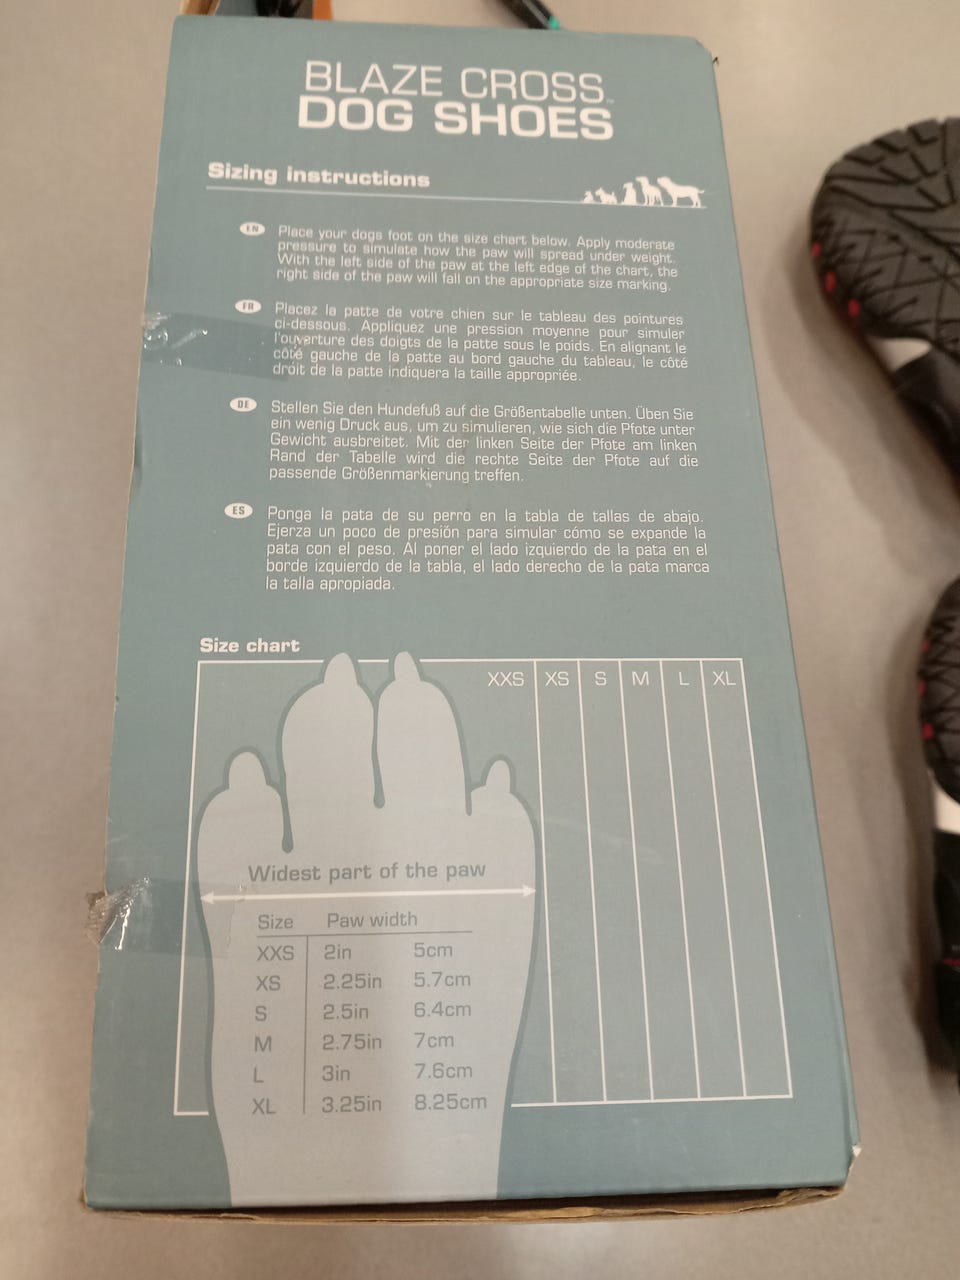 BLAZE CROSS™
DOG SHOES
Sizing instructions
EN
Place your dogs foot on the size chart below. Apply moderate
pressure to simulate how the paw will spread under weight.
With the left side of the paw at the left edge of the chart, the
right side of the paw will fall on the appropriate size marking.
FR
Placez la patte de votre chien sur le tableau des pointures
ci-dessous. Appliquez une pression moyenne pour simuler
l'ouverture des doigts de la patte sous le poids. En alignant le
côté gauche de la patte au bord gauche du tableau, le côté
dróit de la patte indiquera la taille appropriée.
DE
Stellen Sie den Hundefuß auf die Größentabelle unten. Üben Sie
ein wenig Druck aus, um zu simulieren, wie sich die Pfote unter
Gewicht ausbreitet. Mit der linken Seite der Pfote am linken
Rand der Tabelle wird die rechte Seite der Pfote auf die
passende Größenmarkierung treffen.
ES
Ponga la pata de su perro en la tabla de tallas de abajo.
Ejerza un poco de presión para simular cómo se expande la
pata con el peso. Al poner el lado izquierdo de la pata en el
borde izquierdo de la tabla, el lado derecho de la pata marca
la talla apropiada.
Size chart
XXS XS S M L XL
Widest part of the paw
Size Paw width
XXS 2in 5cm
XS 2.25in 5.7cm
S 2.5in 6.4cm
M 2.75in 7cm
L 3in 7.6cm
XL 3.25in 8.25cm